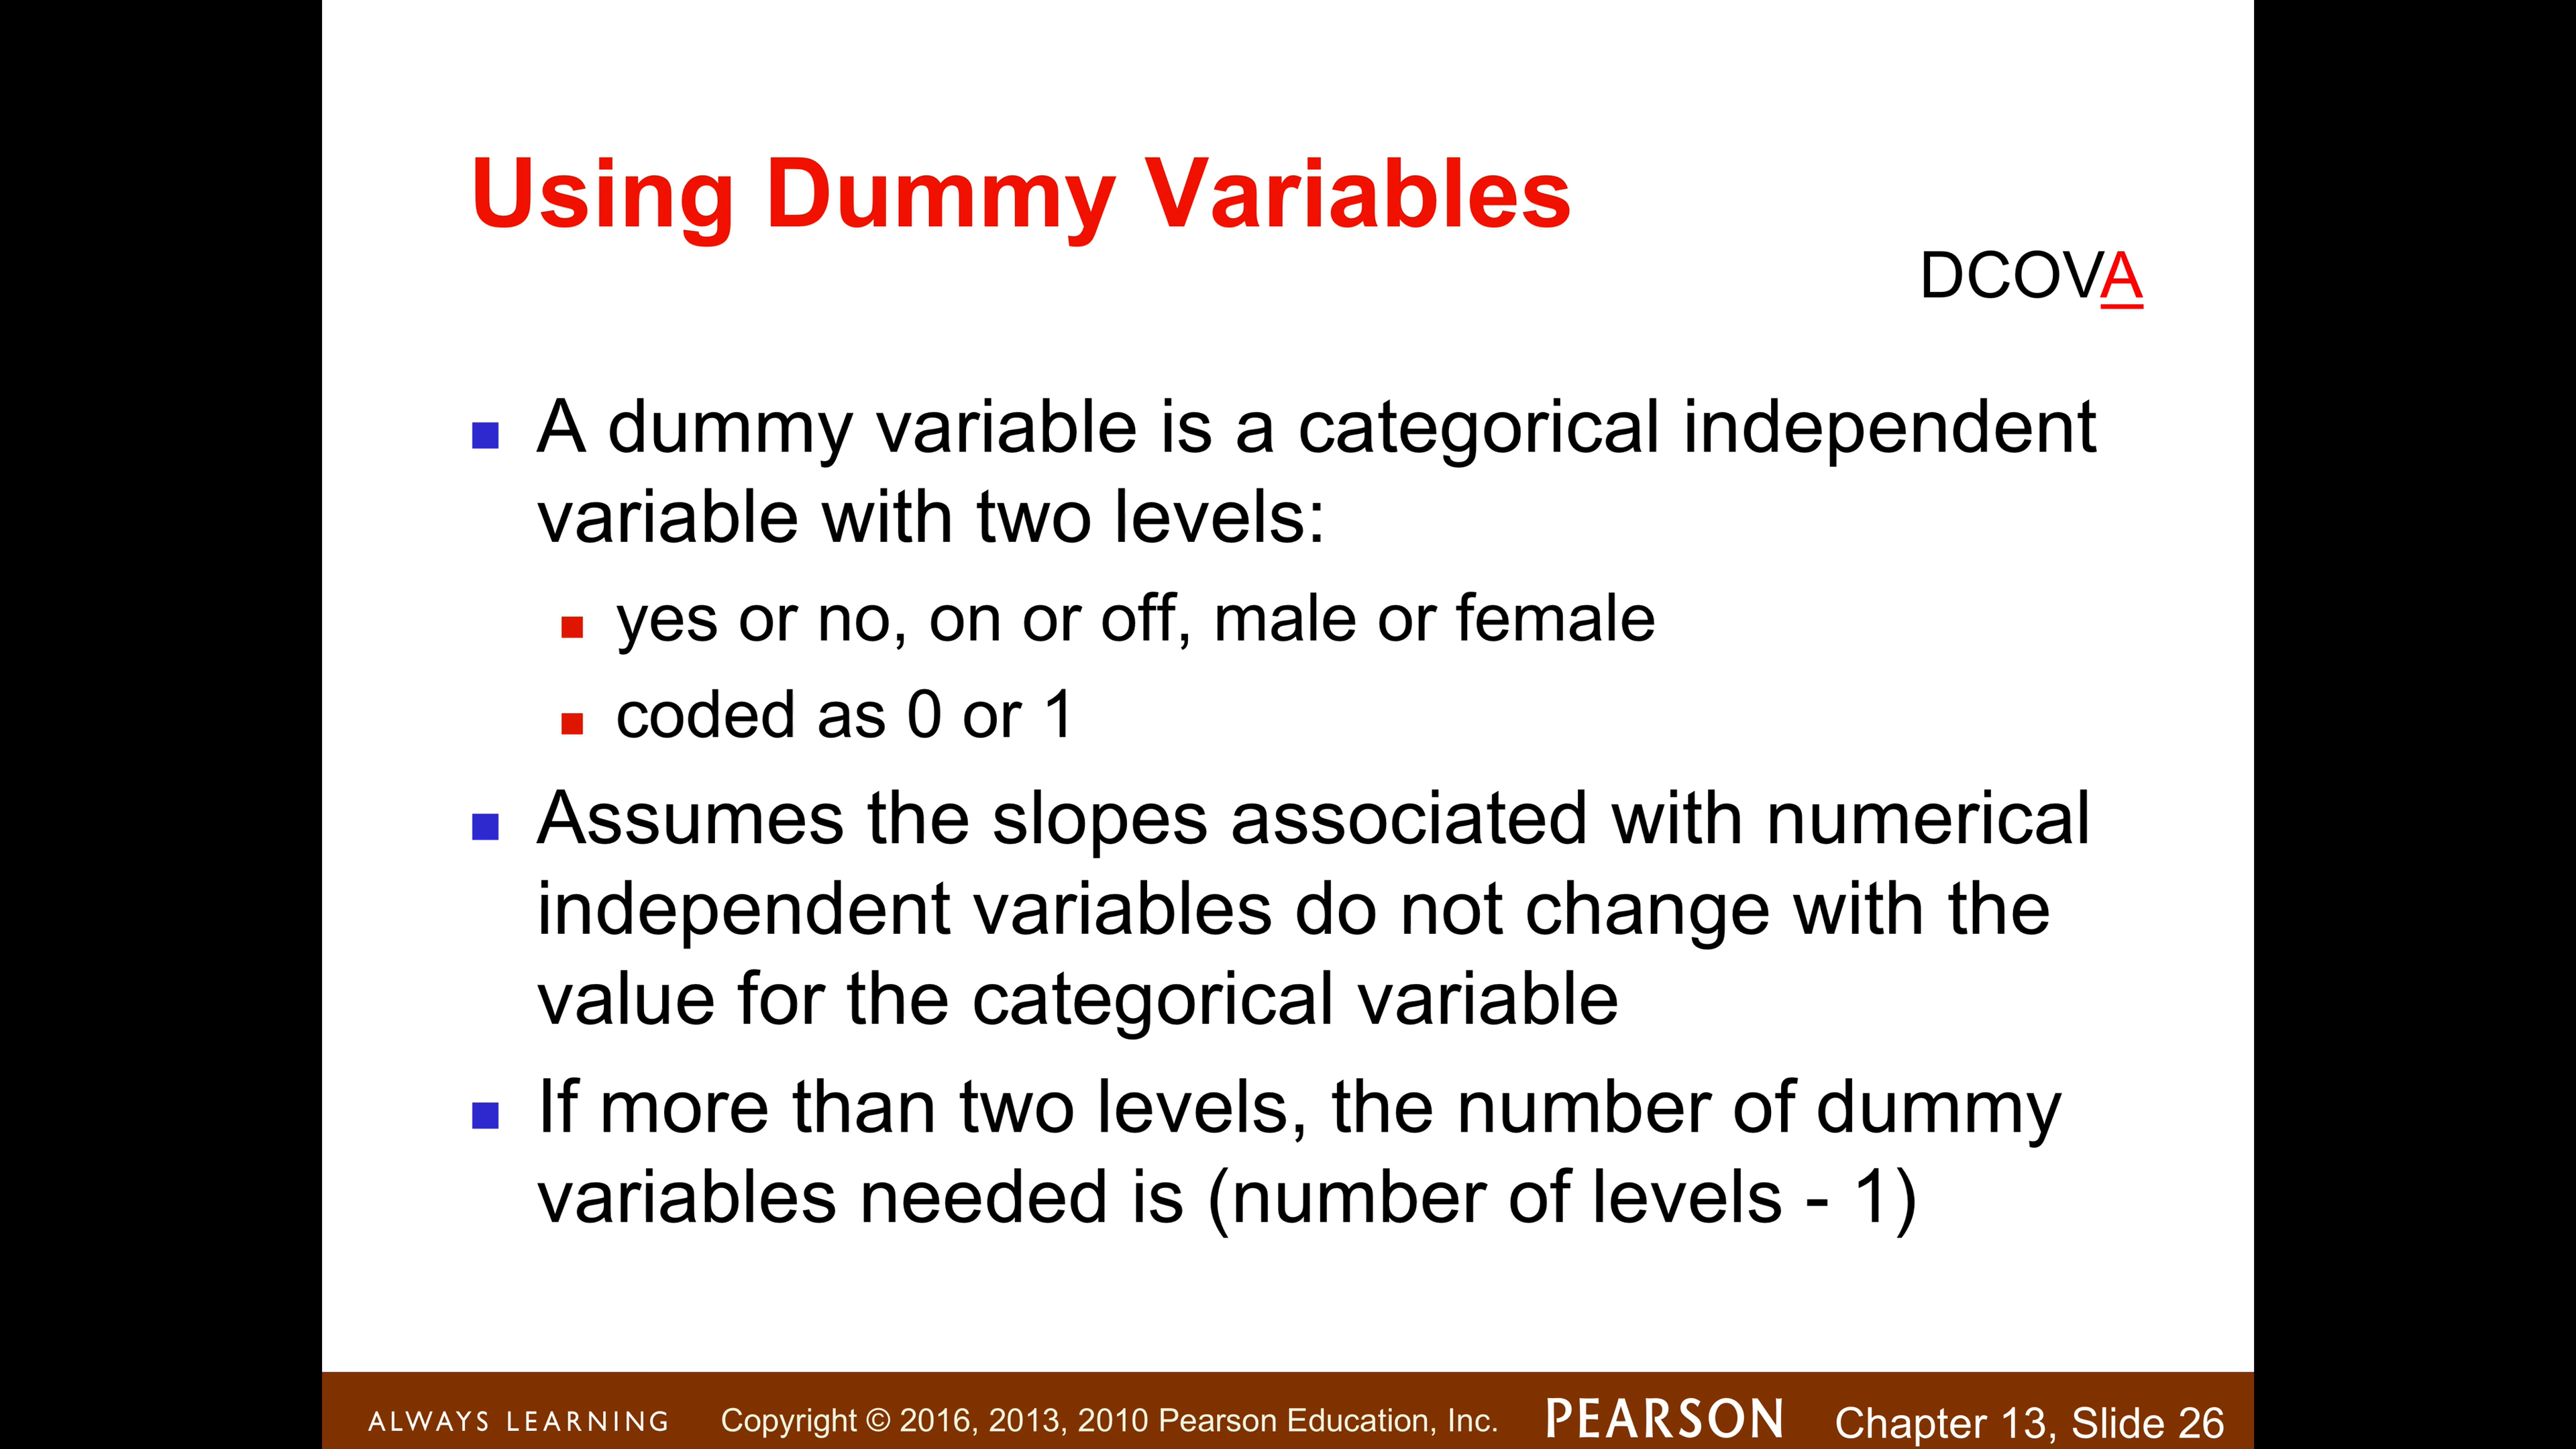 Using Dummy Variables
DCOVA
A dummy variable is a categorical independent
variable with two levels:
yes or no, on or off, male or female
coded as 0 or 1
Assumes the slopes associated with numerical
independent variables do not change with the
value for the categorical variable
If more than two levels, the number of dummy
variables needed is (number of levels - 1)
ALWAYS LEARNING Copyright © 2016, 2013, 2010 Pearson Education, Inc. PEARSON Chapter 13, Slide 26